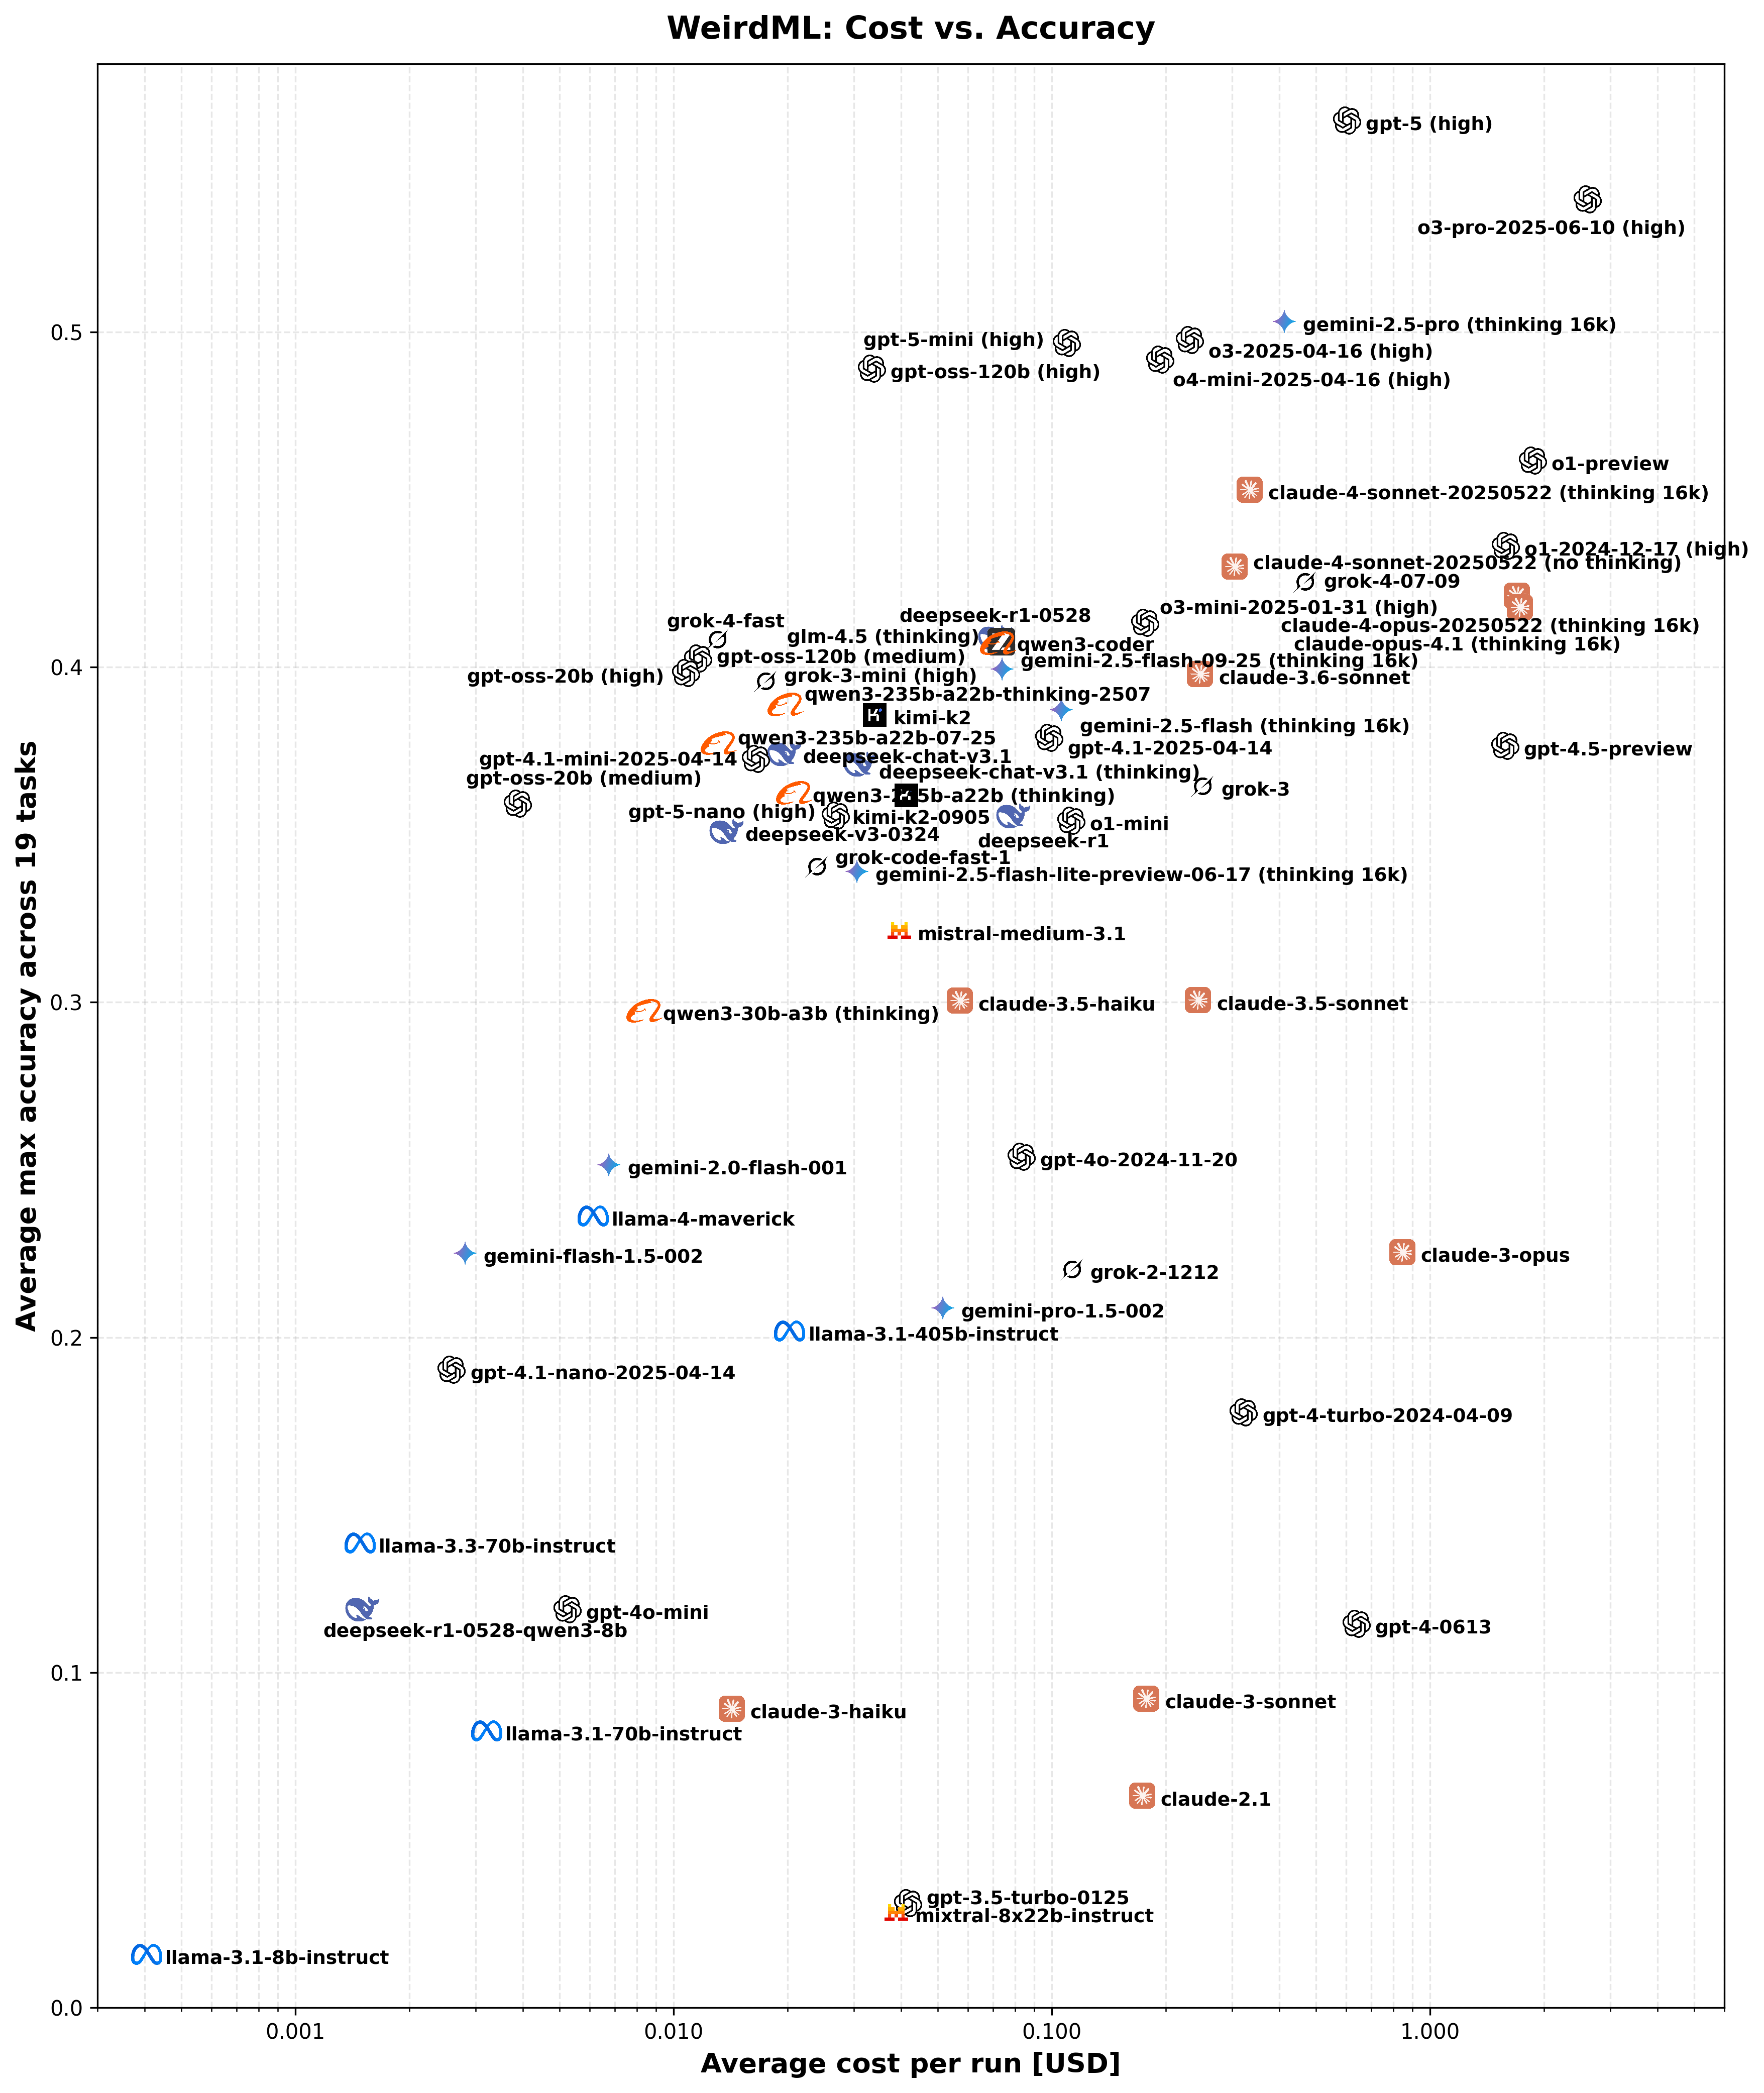 WeirdML: Cost vs. Accuracy
gpt-5 (high)
o3-pro-2025-06-10 (high)
0.5
gemini-2.5-pro (thinking 16k)
gpt-5-mini (high)
o3-2025-04-16 (high)
gpt-oss-120b (high)
o4-mini-2025-04-16 (high)
o1-preview
claude-4-sonnet-20250522 (thinking 16k)
o1-2024-12-17 (high)
claude-4-sonnet-20250522 (no thinking)
grok-4-07-09
o3-mini-2025-01-31 (high)
deepseek-r1-0528
grok-4-fast
claude-4-opus-20250522 (thinking 16k)
glm-4.5 (thinking)
qwen3-coder
claude-opus-4.1 (thinking 16k)
gpt-oss-120b (medium)
gemini-2.5-flash-09-25 (thinking 16k)
0.4
gpt-oss-20b (high)
grok-3-mini (high)
claude-3.6-sonnet
qwen3-235b-a22b-thinking-2507
kimi-k2
gemini-2.5-flash (thinking 16k)
qwen3-235b-a22b-07-25
gpt-4.1-2025-04-14
gpt-4.5-preview
gpt-4.1-mini-2025-04-14
deepseek-chat-v3.1
deepseek-chat-v3.1 (thinking)
gpt-oss-20b (medium)
grok-3
qwen3-235b-a22b (thinking)
gpt-5-nano (high)
kimi-k2-0905
o1-mini
deepseek-v3-0324
deepseek-r1
grok-code-fast-1
gemini-2.5-flash-lite-preview-06-17 (thinking 16k)
mistral-medium-3.1
0.3
claude-3.5-haiku
claude-3.5-sonnet
qwen3-30b-a3b (thinking)
Average max accuracy across 19 tasks
gpt-4o-2024-11-20
gemini-2.0-flash-001
llama-4-maverick
gemini-flash-1.5-002
claude-3-opus
grok-2-1212
gemini-pro-1.5-002
0.2
llama-3.1-405b-instruct
gpt-4.1-nano-2025-04-14
gpt-4-turbo-2024-04-09
llama-3.3-70b-instruct
gpt-4o-mini
deepseek-r1-0528-qwen3-8b
gpt-4-0613
0.1
claude-3-sonnet
claude-3-haiku
llama-3.1-70b-instruct
claude-2.1
gpt-3.5-turbo-0125
mixtral-8x22b-instruct
llama-3.1-8b-instruct
0.0
0.001
0.010
0.100
1.000
Average cost per run [USD]